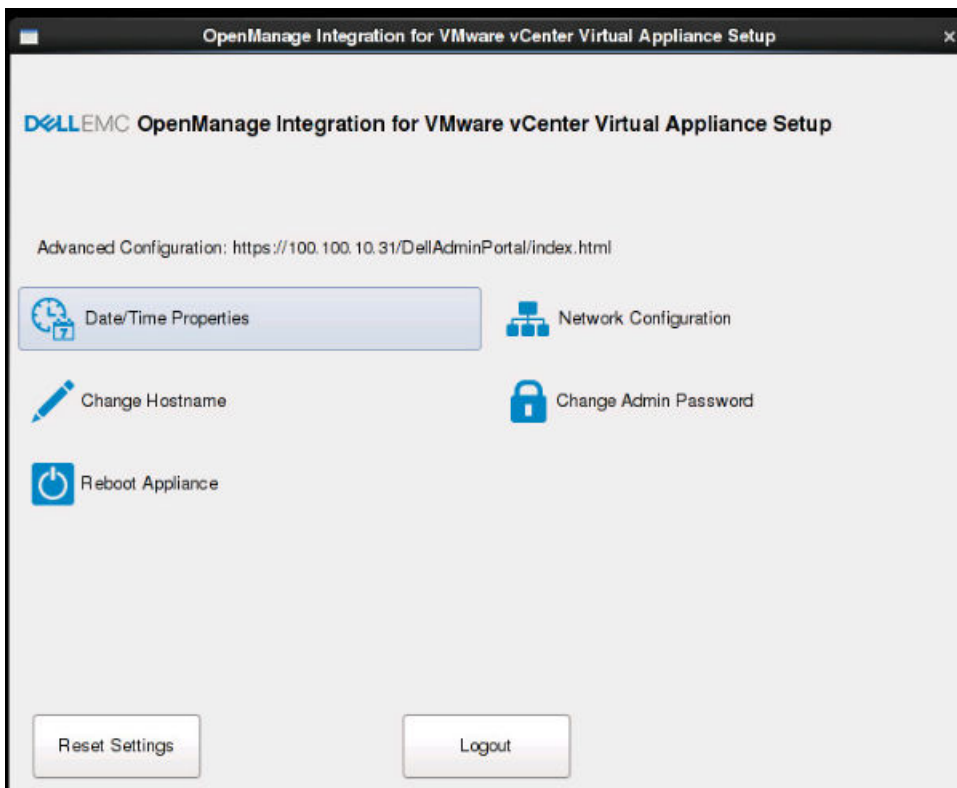 OpenManage Integration for VMware vCenter Virtual Appliance Setup
DELLEMC OpenManage Integration for VMware vCenter Virtual Appliance Setup
Advanced Configuration: https://100.100.10.31/DellAdminPortal/index.html
Date/Time Properties
Network Configuration
Change Hostname
Change Admin Password
Reboot Appliance
Reset Settings
Logout